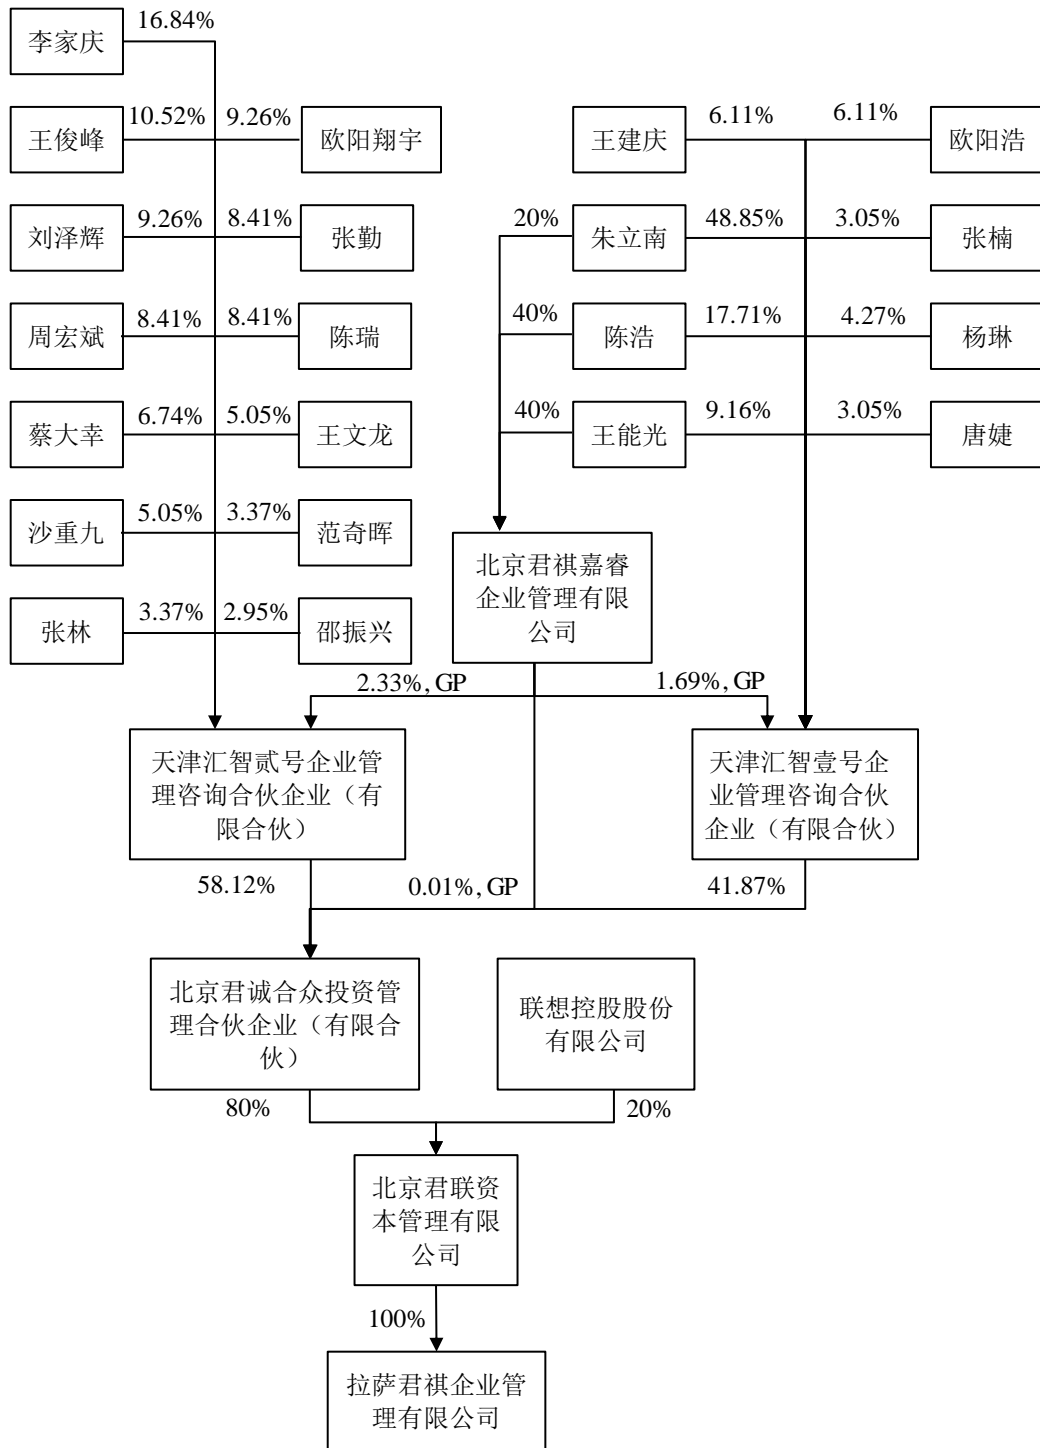 李家庆
16.84%
王俊峰
10.52%
9.26%
欧阳翔宇
王建庆
6.11%
6.11%
欧阳浩
刘泽辉
9.26%
8.41%
张勤
20%
朱立南
48.85%
3.05%
张楠
周宏斌
8.41%
8.41%
陈瑞
40%
陈浩
17.71%
4.27%
杨琳
蔡大幸
6.74%
5.05%
王文龙
40%
王能光
9.16%
3.05%
唐婕
沙重九
5.05%
3.37%
范奇晖
北京君祺嘉睿
企业管理有限
公司
张林
3.37%
2.95%
邵振兴
2.33%, GP
1.69%, GP
天津汇智贰号企业管
理咨询合伙企业（有
限合伙）
天津汇智壹号企
业管理咨询合伙
企业（有限合伙）
58.12%
0.01%, GP
41.87%
北京君诚合众投资管
理合伙企业（有限合
伙）
联想控股股份
有限公司
80%
20%
北京君联资
本管理有限
公司
100%
拉萨君祺企业管
理有限公司